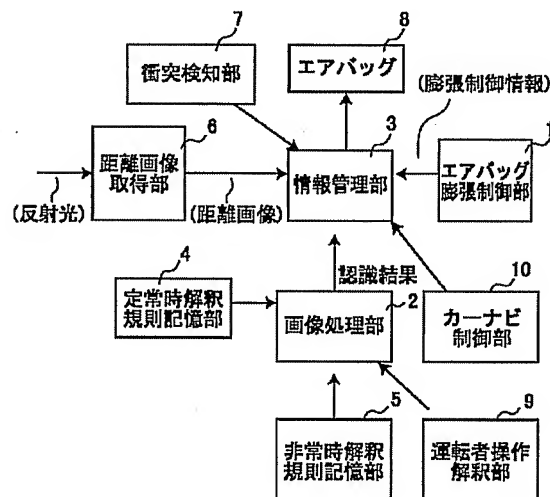 7
8
衝突検知部
エアバッグ
(膨張制御情報)
6
3
1
距離画像
取得部
情報管理部
エアバッグ
膨張制御部
(反射光)
(距離画像)
4
認識結果
10
定常時解釈
規則記憶部
2
画像処理部
カーナビ
制御部
5
9
非常時解釈
規則記憶部
運転者操作
解釈部